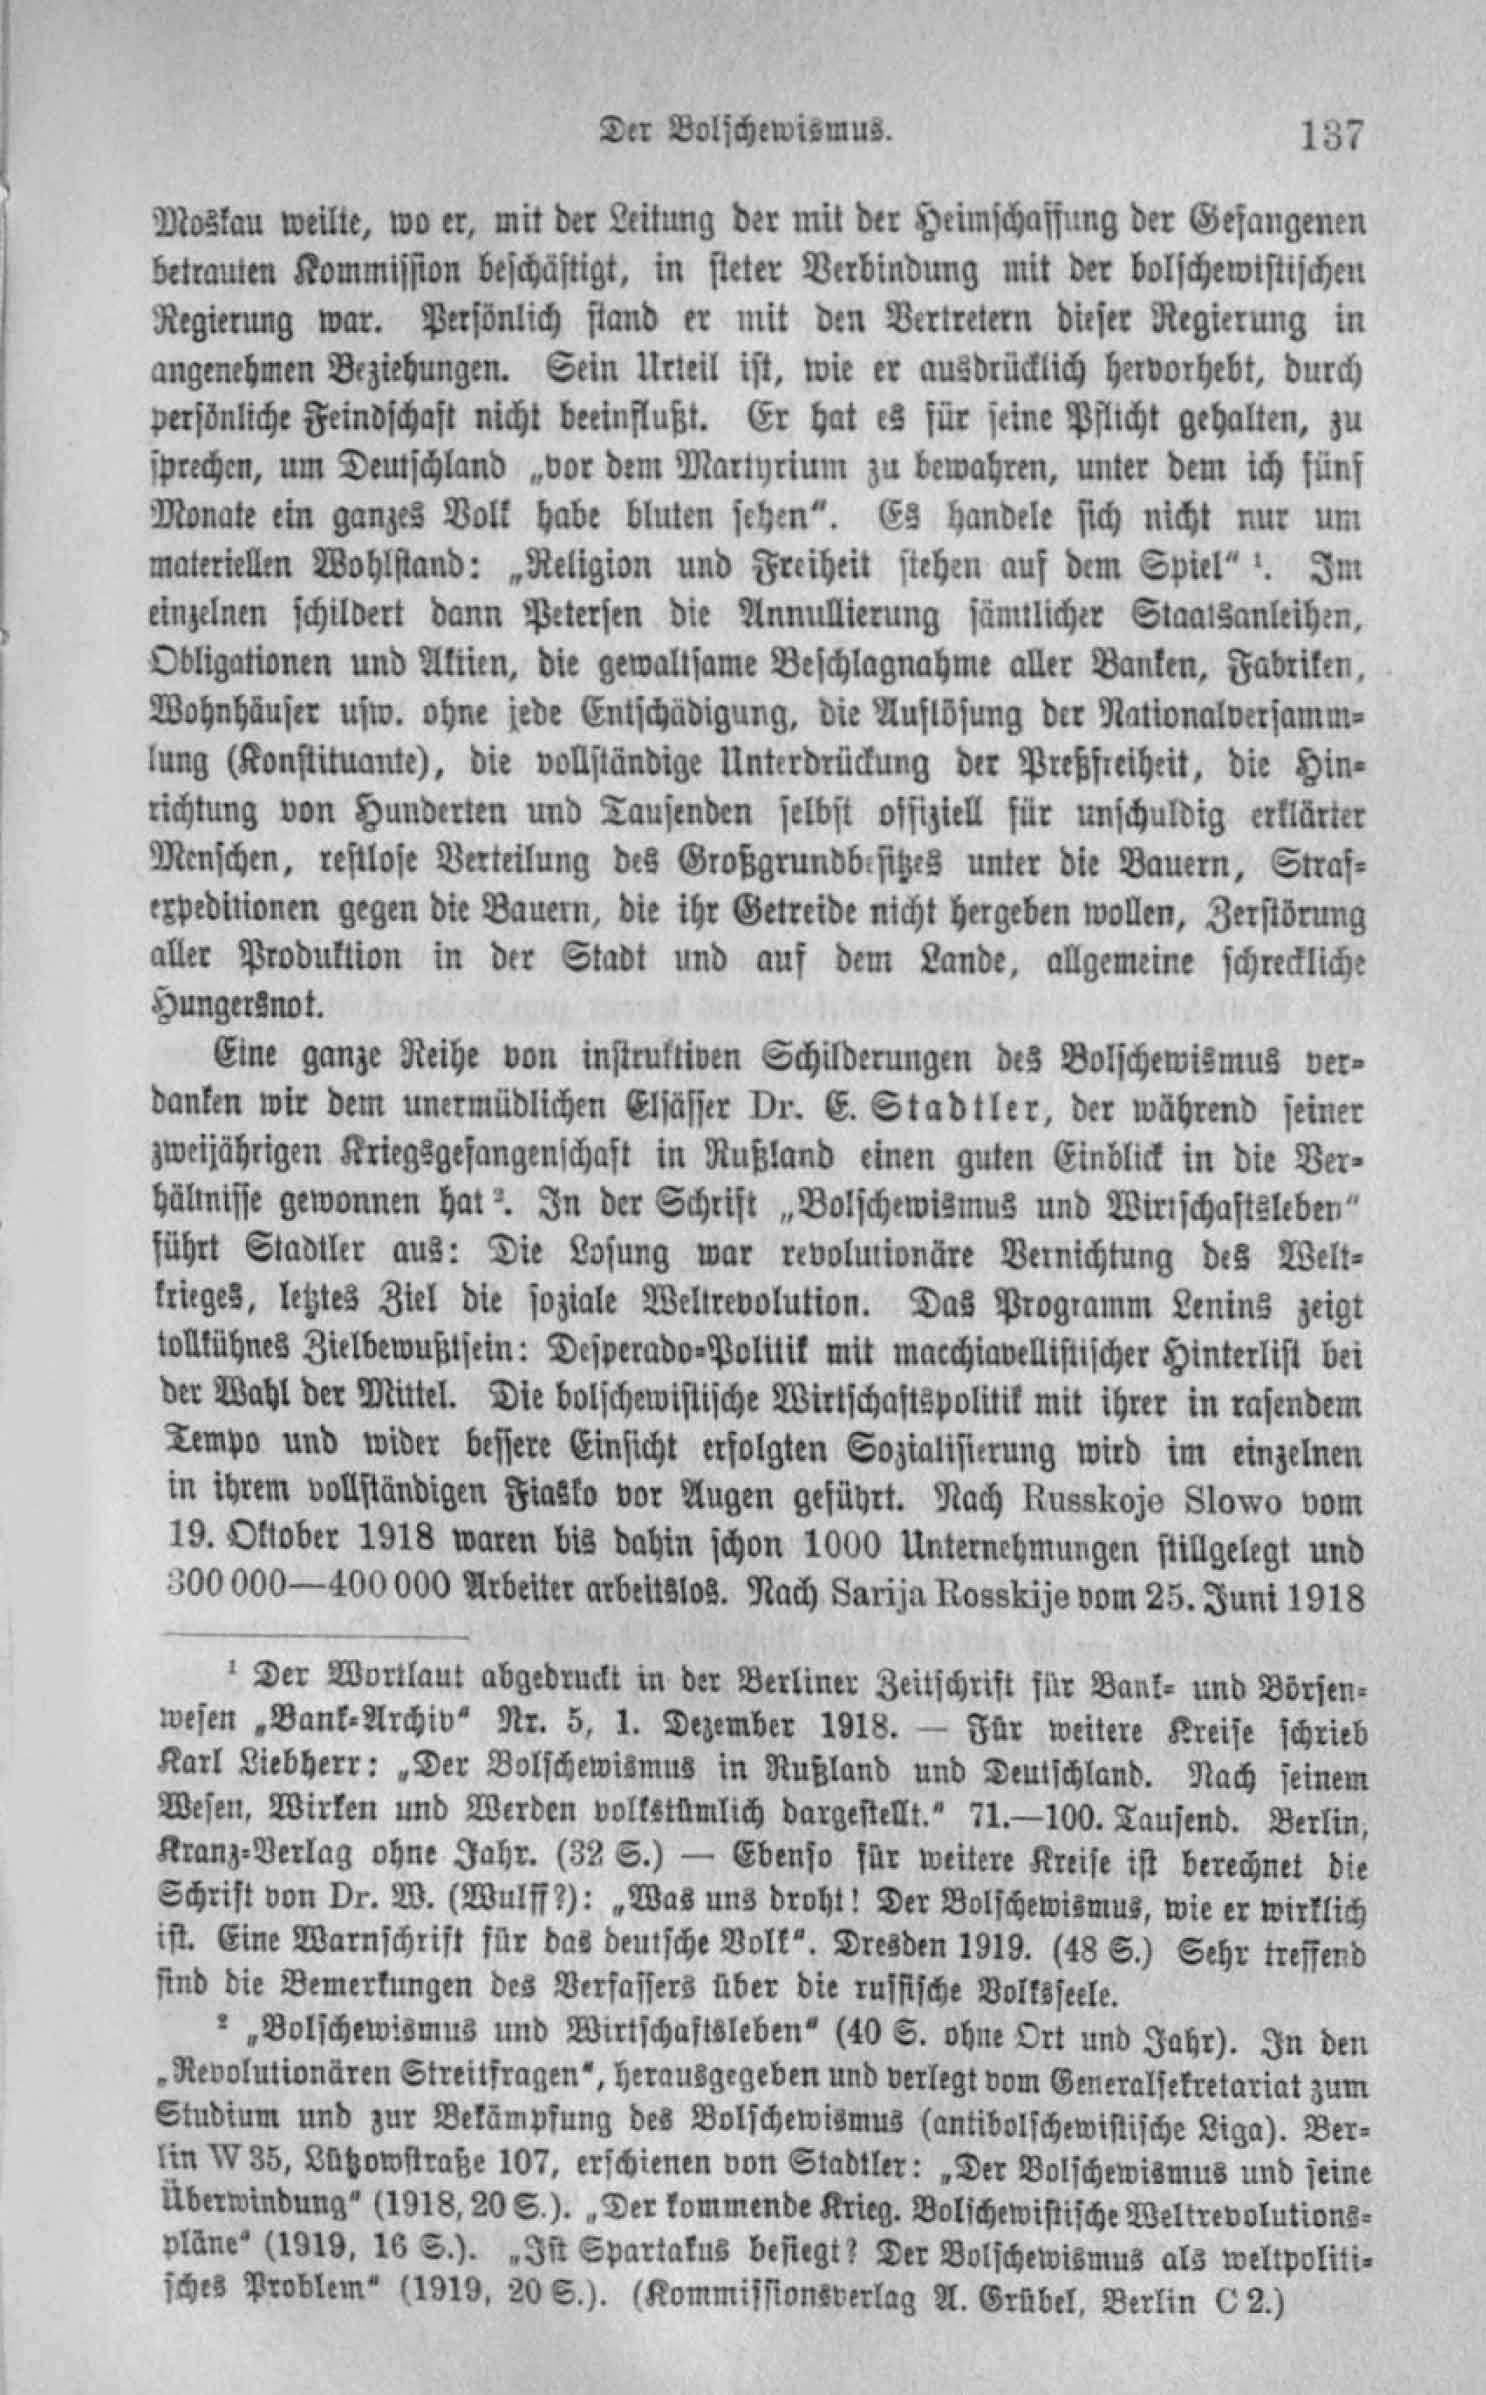 Der Bolschewismus. 137
Moskau weilte, wo er, mit der Leitung der mit der Heimschaffung der Gefangenen
betrauten Kommission beschäftigt, in steter Verbindung mit der bolschewistischen
Regierung war. Persönlich stand er mit den Vertretern dieser Regierung in
angenehmen Beziehungen. Sein Urteil ist, wie er ausdrücklich hervorhebt, durch
persönliche Feindschaft nicht beeinflußt. Er hat es für seine Pflicht gehalten, zu
sprechen, um Deutschland „vor dem Martyrium zu bewahren, unter dem ich fünf
Monate ein ganzes Volk habe bluten sehen“. Es handele sich nicht nur um
materiellen Wohlstand: „Religion und Freiheit stehen auf dem Spiel“ ¹. Im
einzelnen schildert dann Petersen die Annullierung sämtlicher Staatsanleihen,
Obligationen und Aktien, die gewaltsame Beschlagnahme aller Banken, Fabriken,
Wohnhäuser usw. ohne jede Entschädigung, die Auflösung der Nationalversamm-
lung (Konstituante), die vollständige Unterdrückung der Preßfreiheit, die Hin-
richtung von Hunderten und Tausenden selbst offiziell für unschuldig erklärter
Menschen, restlose Verteilung des Großgrundbesitzes unter die Bauern, Straf-
expeditionen gegen die Bauern, die ihr Getreide nicht hergeben wollen, Zerstörung
aller Produktion in der Stadt und auf dem Lande, allgemeine schreckliche
Hungersnot.
Eine ganze Reihe von instruktiven Schilderungen des Bolschewismus ver-
danken wir dem unermüdlichen Elsässer Dr. E. Stadtler, der während seiner
zweijährigen Kriegsgefangenschaft in Rußland einen guten Einblick in die Ver-
hältnisse gewonnen hat ². In der Schrift „Bolschewismus und Wirtschaftsleben“
führt Stadtler aus: Die Losung war revolutionäre Vernichtung des Welt-
krieges, letztes Ziel die soziale Weltrevolution. Das Programm Lenins zeigt
tollkühnes Zielbewußtsein: Desperado-Politik mit macchiavellistischer Hinterlist bei
der Wahl der Mittel. Die bolschewistische Wirtschaftspolitik mit ihrer in rasendem
Tempo und wider bessere Einsicht erfolgten Sozialisierung wird im einzelnen
in ihrem vollständigen Fiasko vor Augen geführt. Nach Russkoje Slowo vom
19. Oktober 1918 waren bis dahin schon 1000 Unternehmungen stillgelegt und
300 000—400 000 Arbeiter arbeitslos. Nach Sarija Rosskije vom 25. Juni 1918
¹ Der Wortlaut abgedruckt in der Berliner Zeitschrift für Bank- und Börsen-
wesen „Bank-Archiv“ Nr. 5, 1. Dezember 1918. — Für weitere Kreise schrieb
Karl Liebherr: „Der Bolschewismus in Rußland und Deutschland. Nach seinem
Wesen, Wirken und Werden volkstümlich dargestellt.“ 71.—100. Tausend. Berlin,
Kranz-Verlag ohne Jahr. (32 S.) — Ebenso für weitere Kreise ist berechnet die
Schrift von Dr. W. (Wulff?): „Was uns droht! Der Bolschewismus, wie er wirklich
ist. Eine Warnschrift für das deutsche Volk“. Dresden 1919. (48 S.) Sehr treffend
sind die Bemerkungen des Verfassers über die russische Volksseele.
² „Bolschewismus und Wirtschaftsleben“ (40 S. ohne Ort und Jahr). In den
„Revolutionären Streitfragen“, herausgegeben und verlegt vom Generalsekretariat zum
Studium und zur Bekämpfung des Bolschewismus (antibolschewistische Liga). Ber-
lin W 35, Lützowstraße 107, erschienen von Stadtler: „Der Bolschewismus und seine
Überwindung“ (1918, 20 S.). „Der kommende Krieg. Bolschewistische Weltrevolutions-
pläne“ (1919, 16 S.). „Ist Spartakus besiegt? Der Bolschewismus als weltpoliti-
sches Problem“ (1919, 20 S.). (Kommissionsverlag A. Grübel, Berlin C 2.)